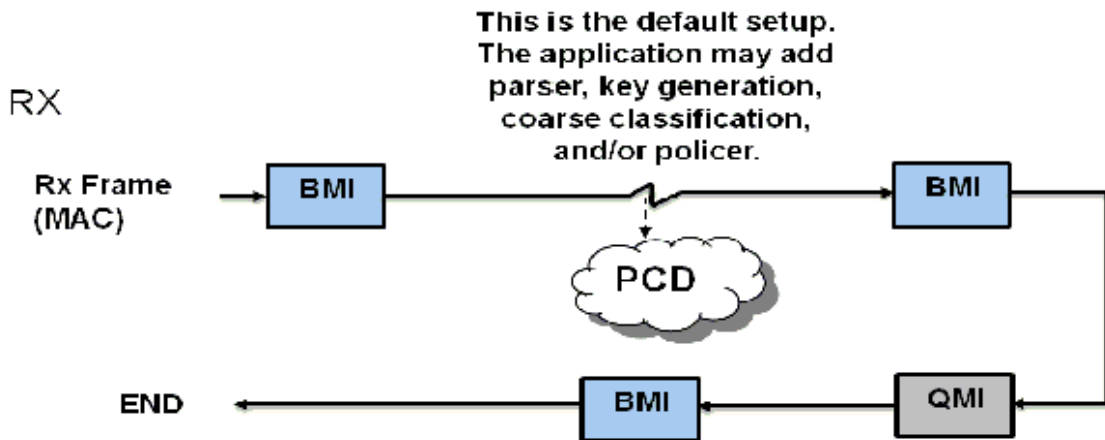 This is the default setup.
The application may add
parser, key generation,
coarse classification,
and/or policer.
RX
Rx Frame
(MAC)
BMI
BMI
PCD
END
BMI
QMI